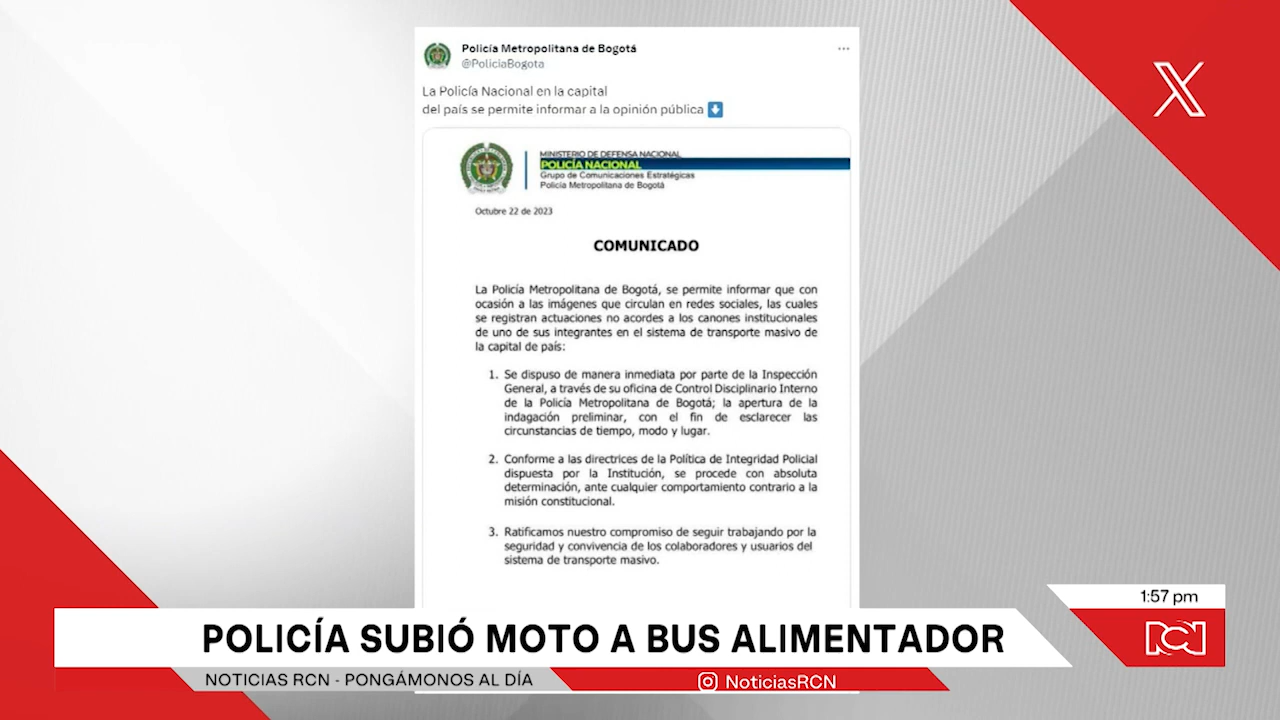 Policía Metropolitana de Bogotá
@PoliciaBogota
La Policía Nacional en la capital
del país se permite informar a la opinión pública
MINISTERIO DE DEFENSA NACIONAL
POLICÍA NACIONAL
Grupo de Comunicaciones Estratégicas
Policía Metropolitana de Bogotá
Octubre 22 de 2023
COMUNICADO
La Policía Metropolitana de Bogotá, se permite informar que con
ocasión a las imágenes que circulan en redes sociales, las cuales
se registran actuaciones no acordes a los canones institucionales
de uno de sus integrantes en el sistema de transporte masivo de
la capital de país:
1. Se dispuso de manera inmediata por parte de la Inspección
General, a través de su oficina de Control Disciplinario Interno
de la Policía Metropolitana de Bogotá; la apertura de la
indagación preliminar, con el fin de esclarecer las
circunstancias de tiempo, modo y lugar.
2. Conforme a las directrices de la Política de Integridad Policial
dispuesta por la Institución, se procede con absoluta
determinación, ante cualquier comportamiento contrario a la
misión constitucional.
3. Ratificamos nuestro compromiso de seguir trabajando por la
seguridad y convivencia de los colaboradores y usuarios del
sistema de transporte masivo.
1:57 pm
RCN
POLICÍA SUBIÓ MOTO A BUS ALIMENTADOR
NOTICIAS RCN - PONGÁMONOS AL DÍA
NoticiasRCN